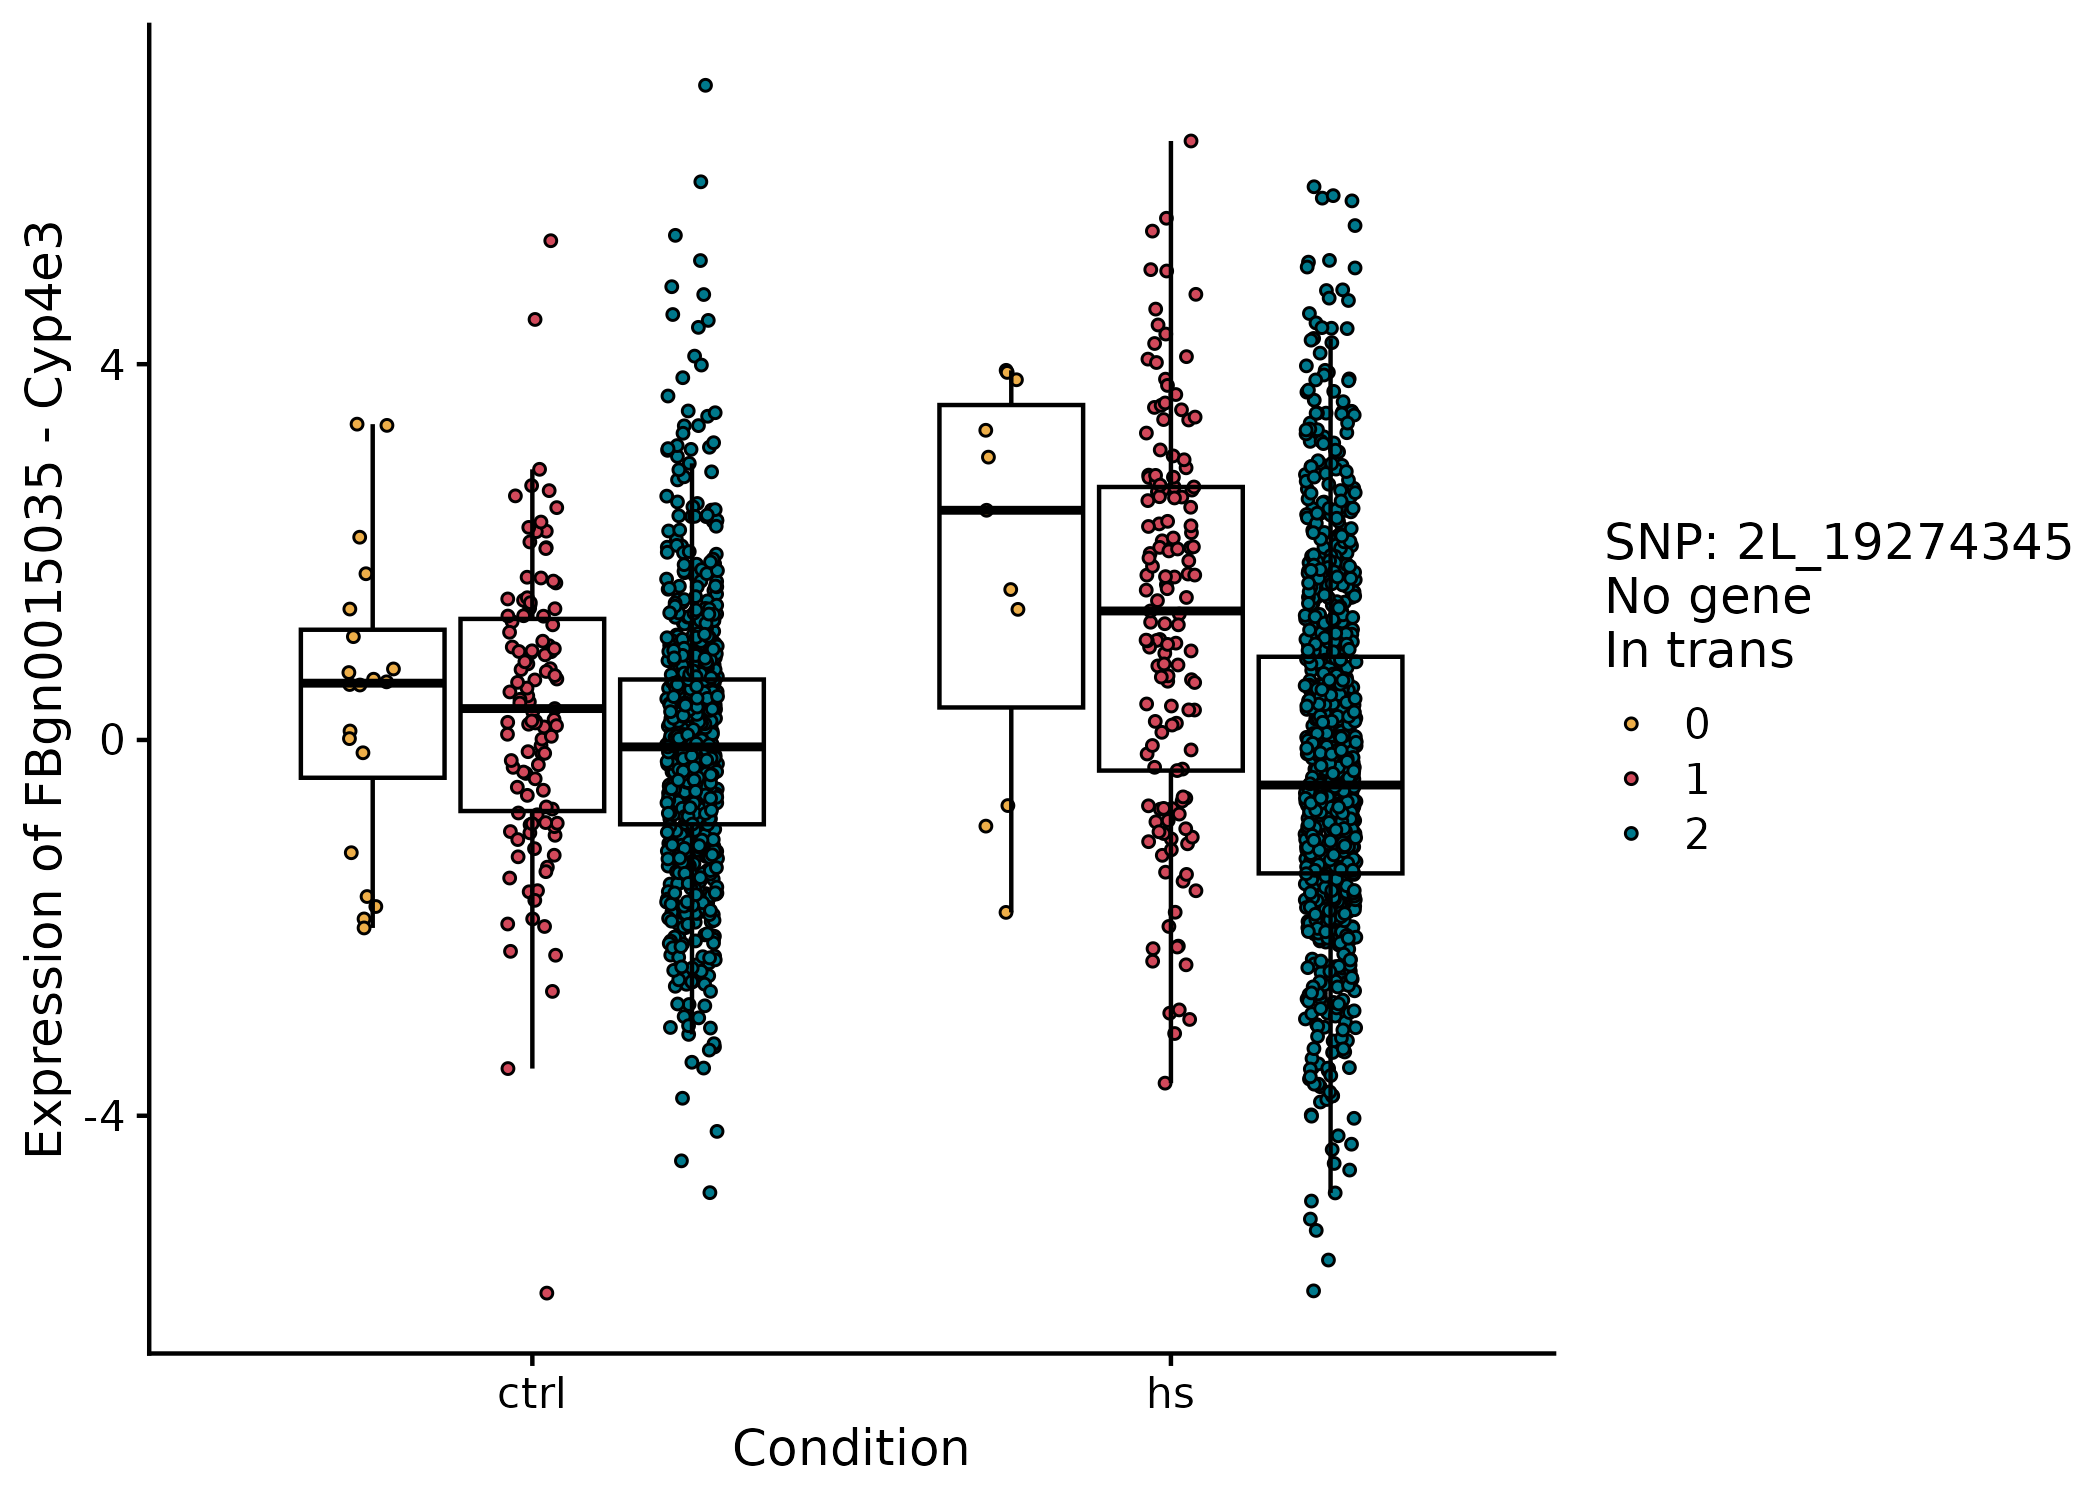 Expression of FBgn0015035 - Cyp4e3
4
0
-4
ctrl
hs
Condition
SNP: 2L_19274345
No gene
In trans
0
1
2